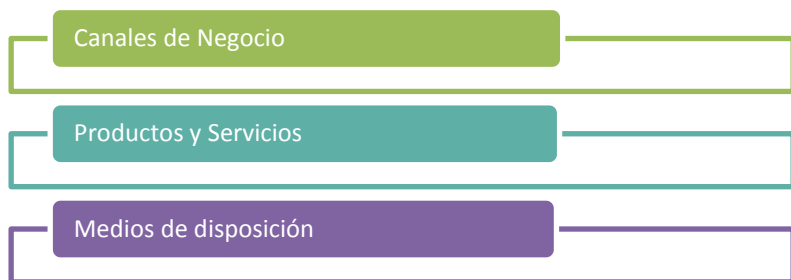 Canales de Negocio
Productos y Servicios
Medios de disposición